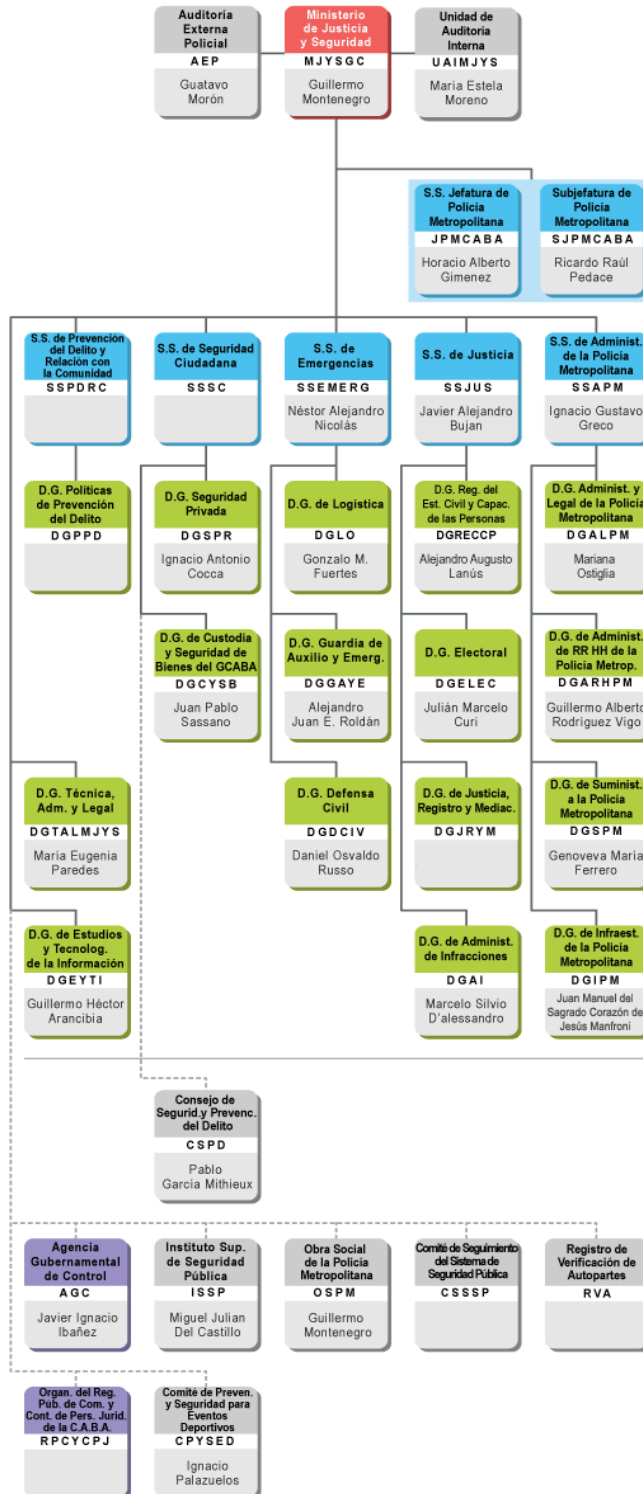 Auditoría
Externa
Policial
AEP
Guatavo
Morón
Ministerio
de Justicia
y Seguridad
MJYSGC
Guillermo
Montenegro
Unidad de
Auditoría
Interna
UAIMJYS
Maria Estela
Moreno
S.S. Jefatura de
Policía
Metropolitana
JPMCABA
Horacio Alberto
Gimenez
Subjefatura de
Policía
Metropolitana
SJPMCABA
Ricardo Raúl
Pedace
S.S. de Prevención
del Delito y
Relación con
la Comunidad
SSPDRC
S.S. de Seguridad
Ciudadana
SSSC
S.S. de
Emergencias
SSEMERG
Néstor Alejandro
Nicolás
S.S. de Justicia
SSJUS
Javier Alejandro
Bujan
S.S. de Administ.
de la Policía
Metropolitana
SSAPM
Ignacio Gustavo
Greco
D.G. Políticas
de Prevención
del Delito
DGPPD
D.G. Seguridad
Privada
DGSPR
Ignacio Antonio
Cocca
D.G. de Logística
DGLO
Gonzalo M.
Fuertes
D.G. Reg. del
Est. Civil y Capac.
de las Personas
DGRECCP
Alejandro Augusto
Lanús
D.G. Administ. y
Legal de la Policía
Metropolitana
DGALPM
Mariana
Ostiglia
D.G. de Custodia
y Seguridad de
Bienes del GCABA
DGCYSB
Juan Pablo
Sassano
D.G. Guardia de
Auxilio y Emerg.
DGGAYE
Alejandro
Juan E. Roldán
D.G. Electoral
DGELEC
Julián Marcelo
Curi
D.G. de Administ.
de RR HH de la
Policía Metrop.
DGARHPM
Guillermo Alberto
Rodriguez Vigo
D.G. Técnica,
Adm. y Legal
DGTALMJYS
Maria Eugenia
Paredes
D.G. Defensa
Civil
DGDCIV
Daniel Osvaldo
Russo
D.G. de Justicia,
Registro y Mediac.
DGJRYM
D.G. de Suminist.
a la Policía
Metropolitana
DGSPM
Genoveva Maria
Ferrero
D.G. de Estudios
y Tecnolog.
de la Información
DGEYTI
Guillermo Héctor
Arancibia
D.G. de Administ.
de Infracciones
DGAI
Marcelo Silvio
D'alessandro
D.G. de Infraest.
de la Policía
Metropolitana
DGIPM
Juan Manuel del
Sagrado Corazón de
Jesús Manfroni
Consejo de
Segurid.y Prevenc.
del Delito
CSPD
Pablo
García Mithieux
Agencia
Gubernamental
de Control
AGC
Javier Ignacio
Ibañez
Instituto Sup.
de Seguridad
Pública
ISSP
Miguel Julian
Del Castillo
Obra Social
de la Policía
Metropolitana
OSPM
Guillermo
Montenegro
Comité de Seguimiento
del Sistema de
Seguridad Pública
CSSSP
Registro de
Verificación de
Autopartes
RVA
Organ. del Reg.
Púb. de Com. y
Cont. de Pers. Jurid.
de la C.A.B.A.
RPCYCPJ
Comité de Preven.
y Seguridad para
Eventos
Deportivos
CPYSED
Ignacio
Palazuelos